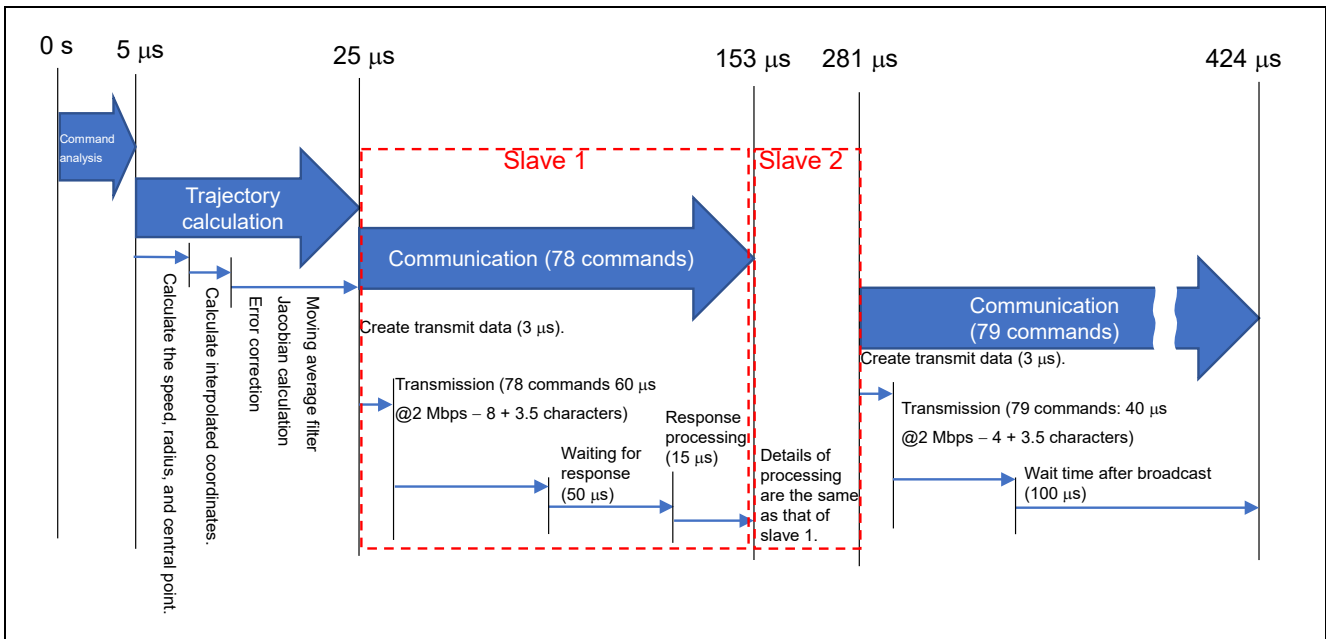 0 s
5 μs
25 μs
153 μs
281 μs
424 μs
Command
analysis
Slave 1
Slave 2
Trajectory
calculation
Communication (78 commands)
Communication
(79 commands)
Calculate the speed, radius, and central point.
Calculate interpolated coordinates.
Error correction
Jacobian calculation
Moving average filter
Create transmit data (3 μs).
Transmission (78 commands 60 μs
@2 Mbps – 8 + 3.5 characters)
Waiting for
response
(50 μs)
Response
processing
(15 μs)
Details of
processing
are the same
as that of
slave 1.
Create transmit data (3 μs).
Transmission (79 commands: 40 μs
@2 Mbps – 4 + 3.5 characters)
Wait time after broadcast
(100 μs)